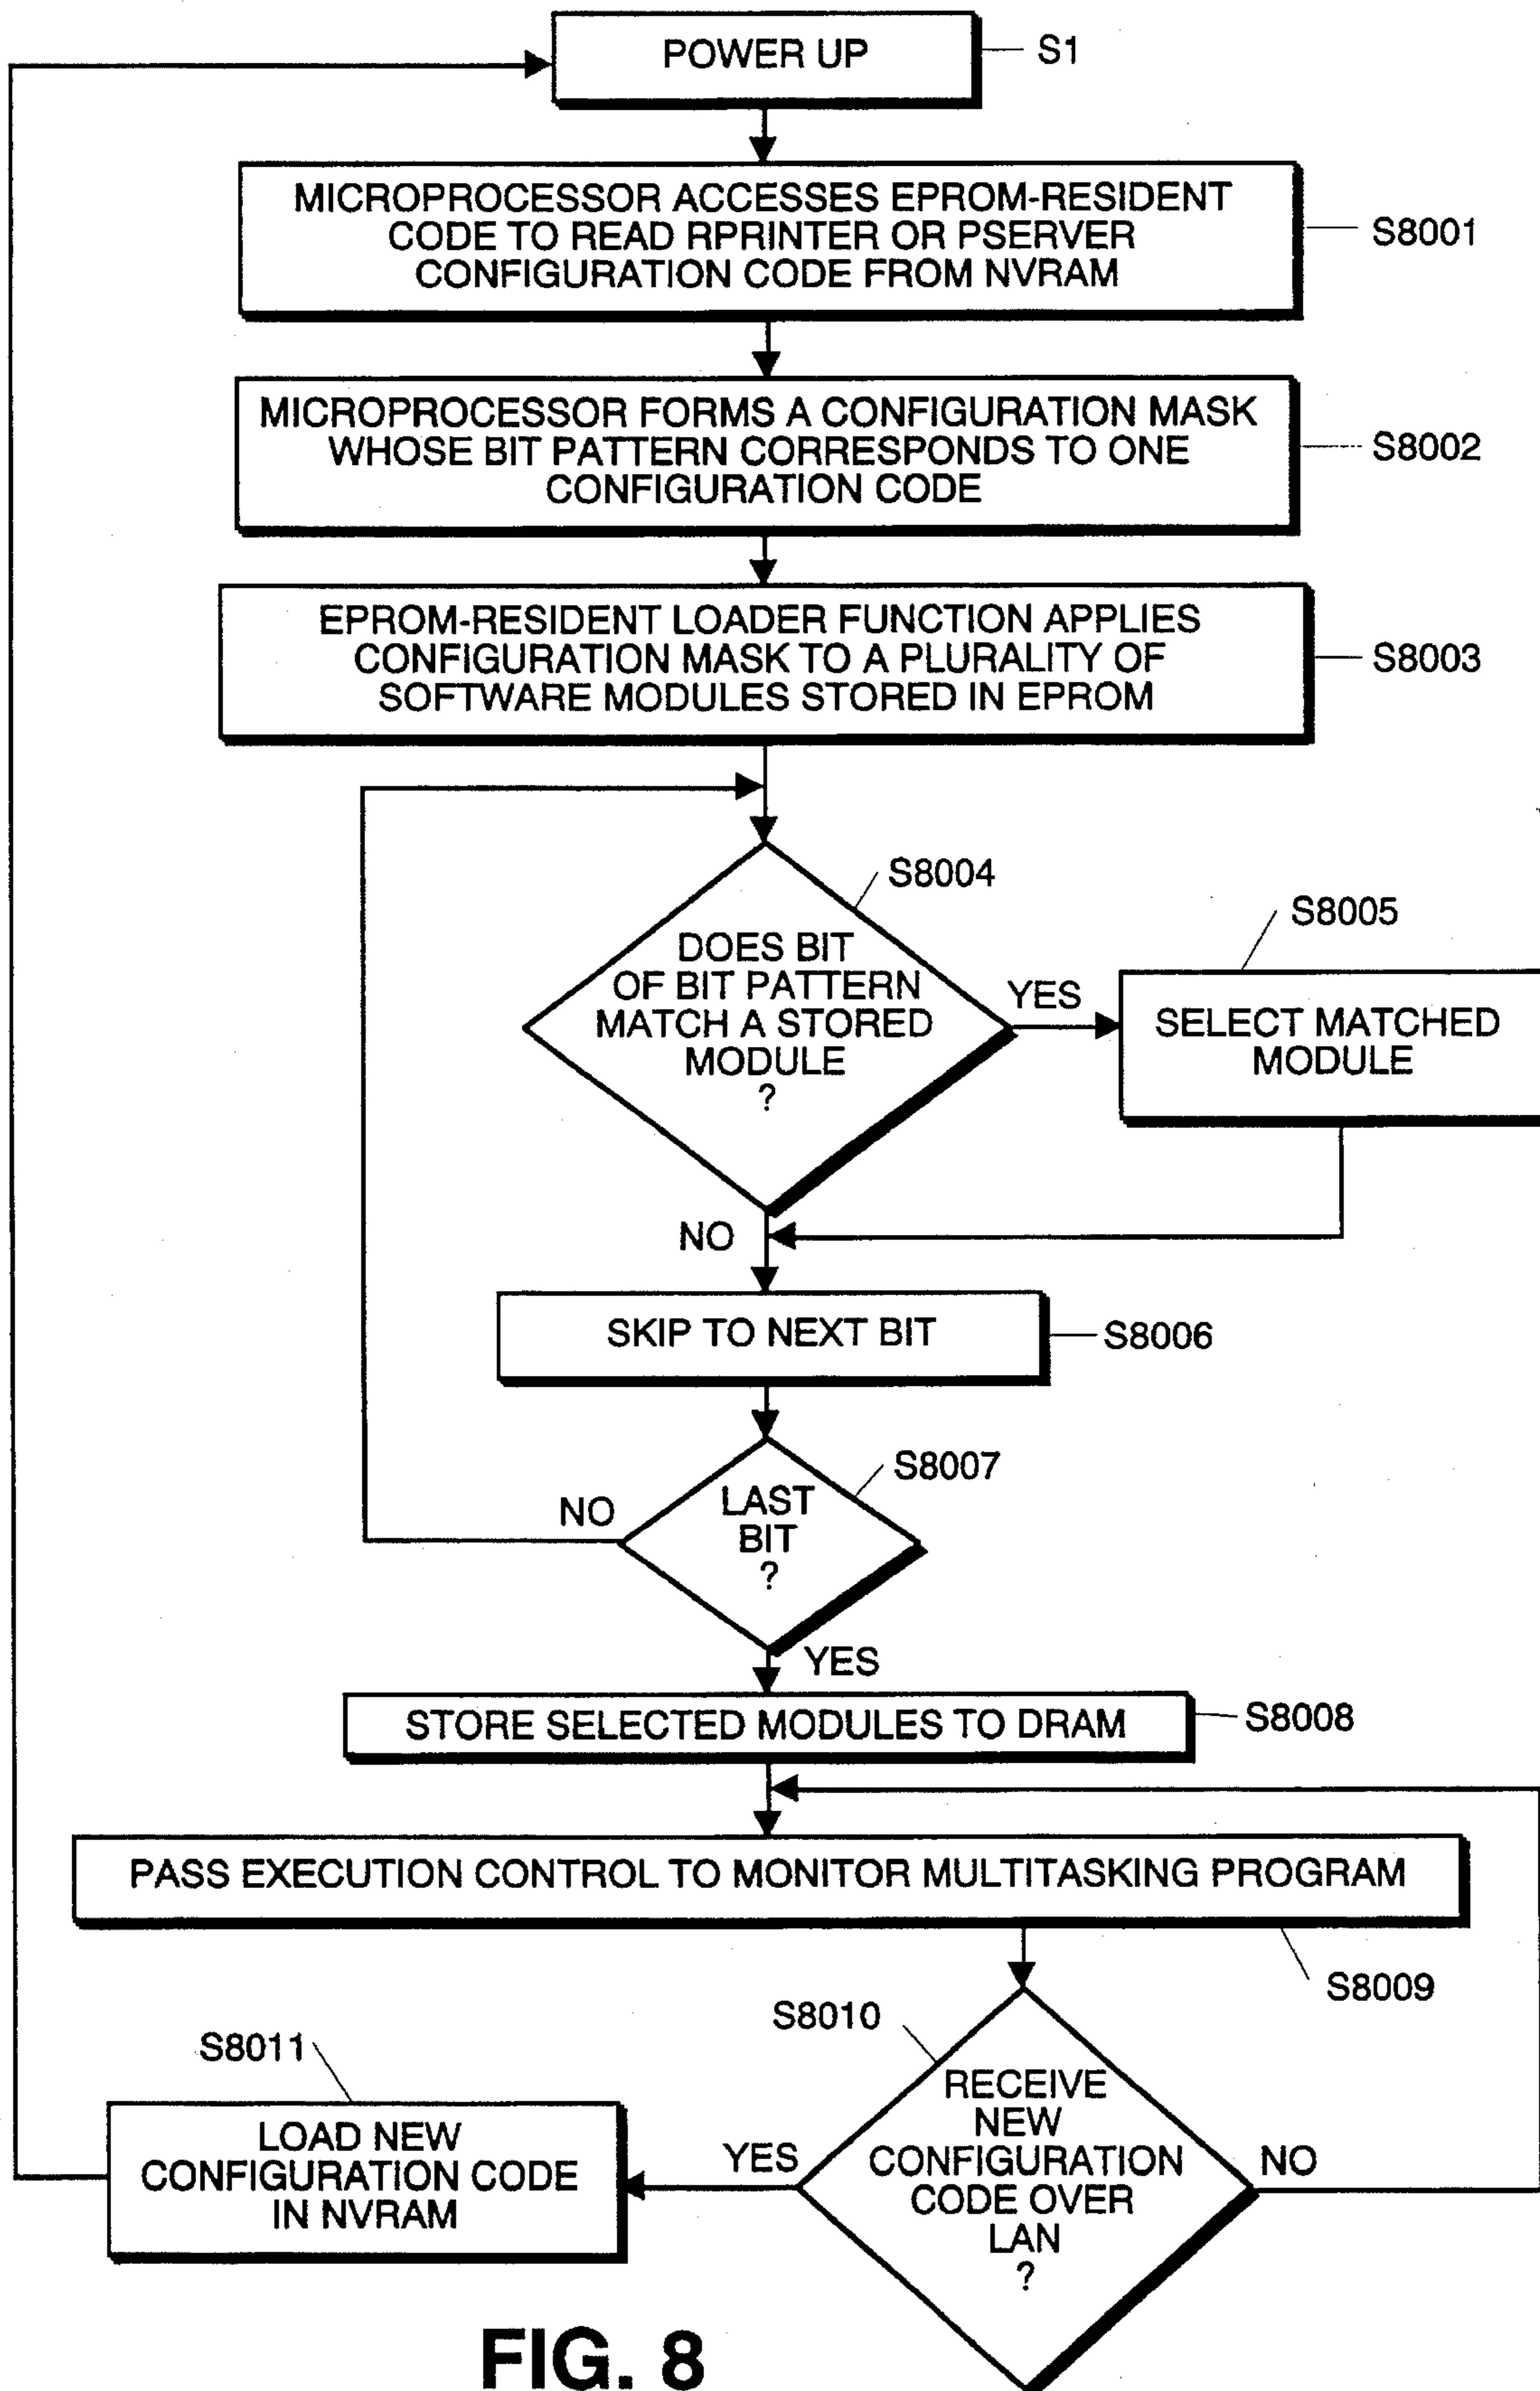 POWER UP
S1
MICROPROCESSOR ACCESSES EPROM-RESIDENT
CODE TO READ RPRINTER OR PSERVER
CONFIGURATION CODE FROM NVRAM
S8001
MICROPROCESSOR FORMS A CONFIGURATION MASK
WHOSE BIT PATTERN CORRESPONDS TO ONE
CONFIGURATION CODE
S8002
EPROM-RESIDENT LOADER FUNCTION APPLIES
CONFIGURATION MASK TO A PLURALITY OF
SOFTWARE MODULES STORED IN EPROM
S8003
S8004
DOES BIT
OF BIT PATTERN
MATCH A STORED
MODULE
?
YES
S8005
SELECT MATCHED
MODULE
NO
SKIP TO NEXT BIT
S8006
S8007
LAST
BIT
?
NO
YES
STORE SELECTED MODULES TO DRAM
S8008
PASS EXECUTION CONTROL TO MONITOR MULTITASKING PROGRAM
S8009
S8010
RECEIVE
NEW
CONFIGURATION
CODE OVER
LAN
?
YES
NO
S8011
LOAD NEW
CONFIGURATION CODE
IN NVRAM
FIG. 8